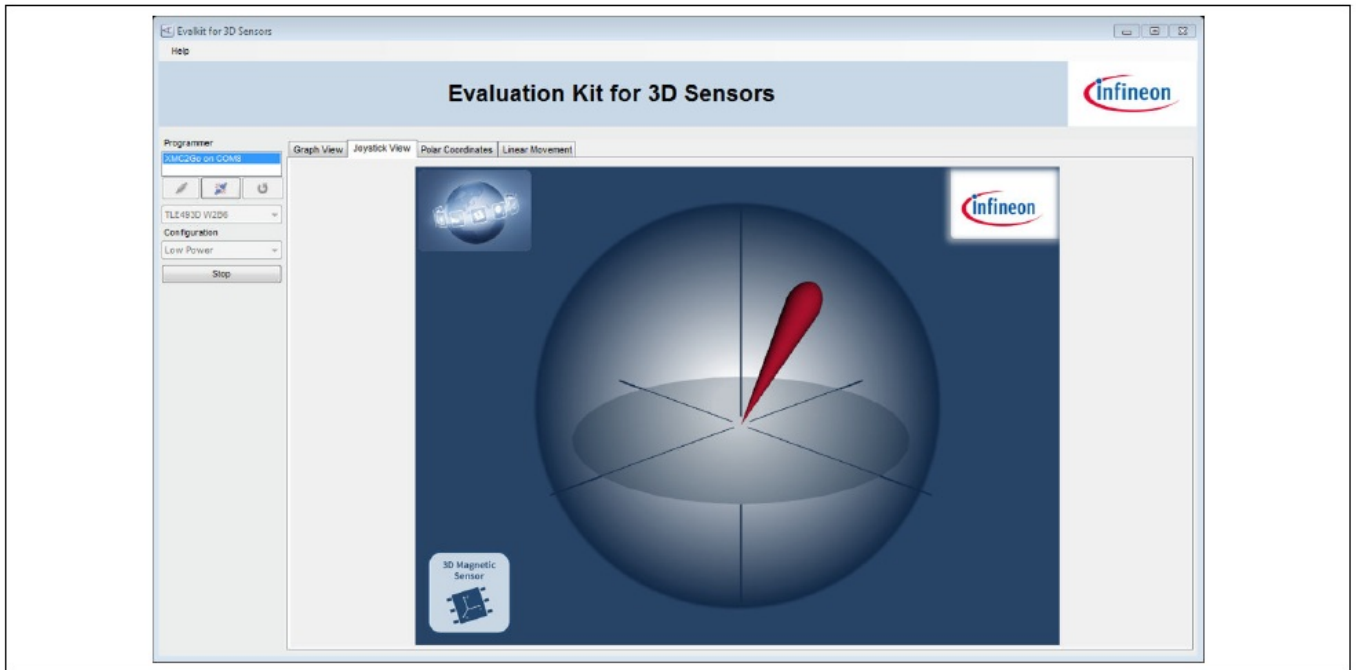 Evalkit for 3D Sensors
Help
Evaluation Kit for 3D Sensors
infineon
Programmer
XMC2Go on COM8
TLE493D W2B6
Configuration
Low Power
Stop
Graph View Joystick View Polar Coordinates Linear Movement
infineon
3D Magnetic
Sensor